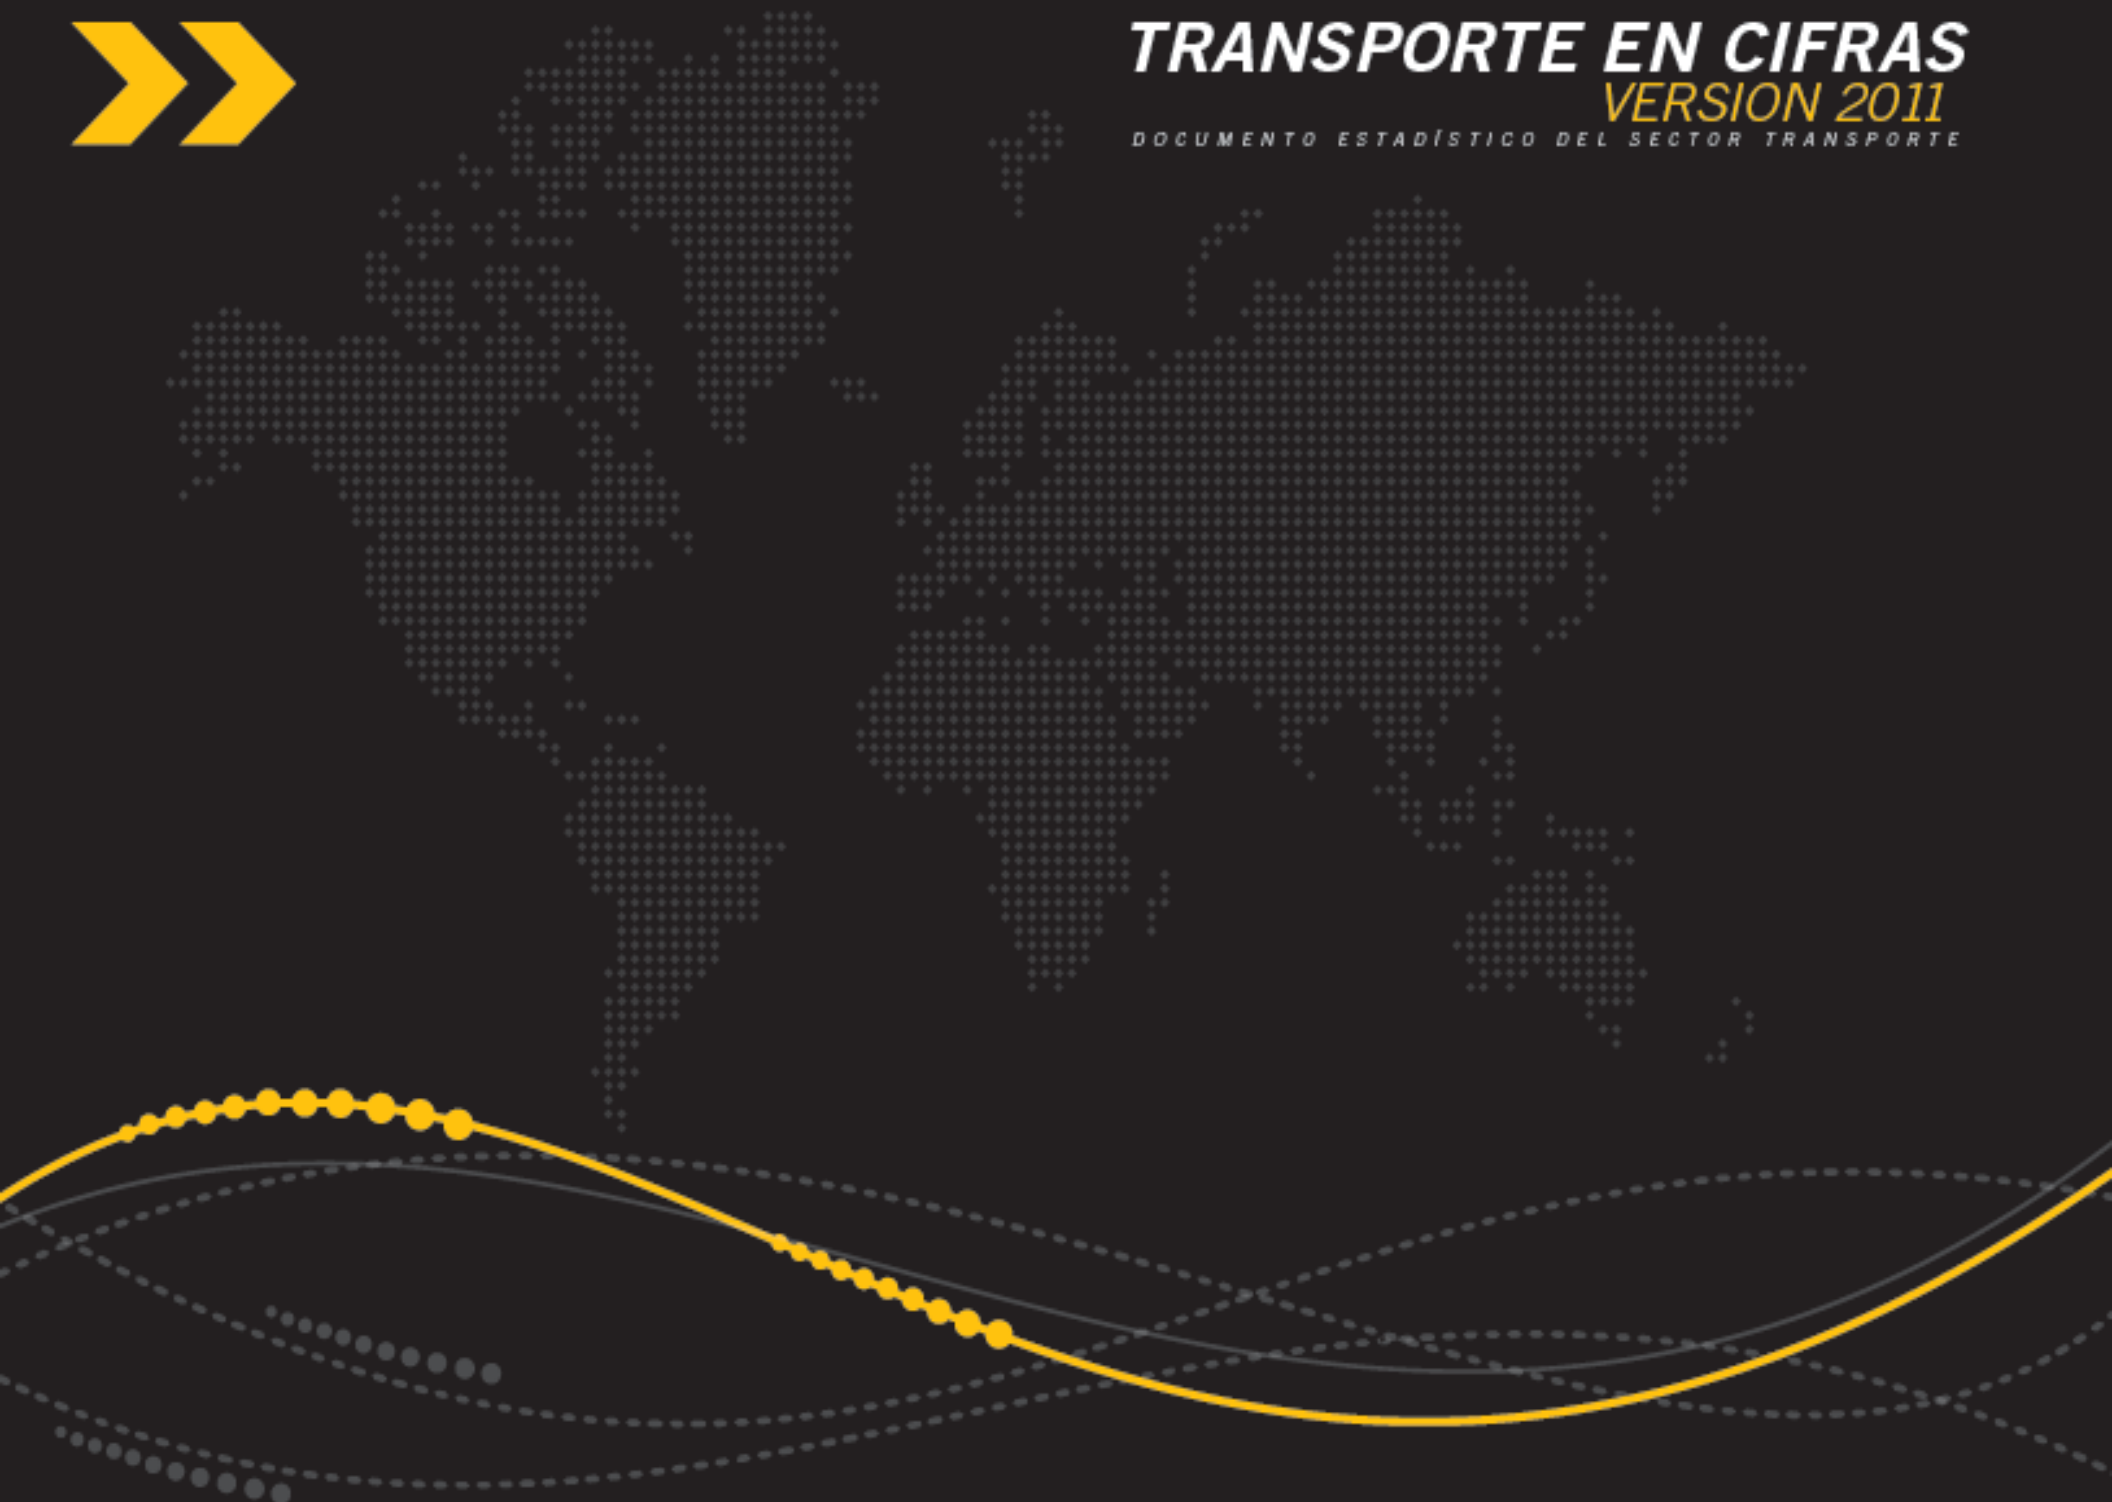 TRANSPORTE EN CIFRAS
VERSION 2011
DOCUMENTO ESTADÍSTICO DEL SECTOR TRANSPORTE